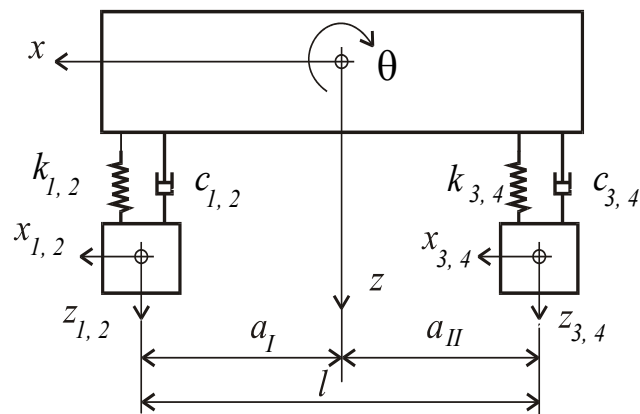 x
θ
k1, 2
c1, 2
k3, 4
c3, 4
x1, 2
x3, 4
z1, 2
z
z3, 4
aI
aII
l